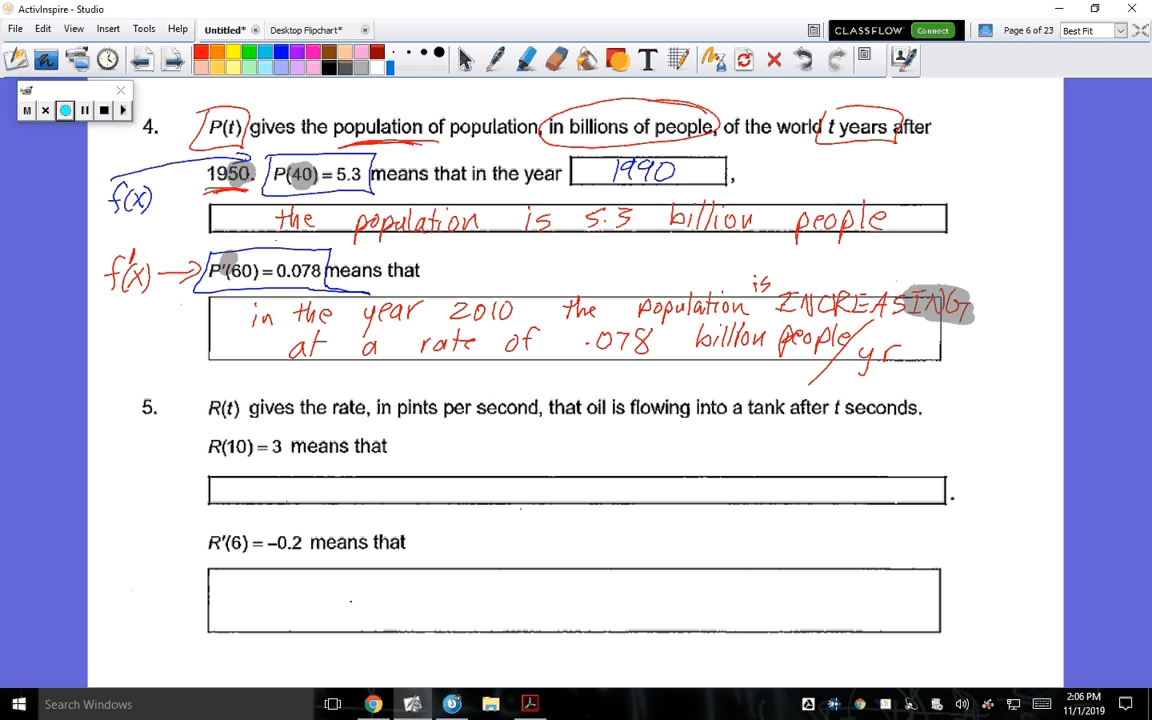 ActivInspire - Studio
File Edit View Insert Tools Help Untitled* Desktop Flipchart* CLASSFLOW Connect Page 6 of 23 Best Fit
4. P(t) gives the population of population, in billions of people, of the world t years after
1950. P(40) = 5.3 means that in the year 1990,
f(x)
the population is 5.3 billion people
f'(x) → P'(60) = 0.078 means that
in the year 2010 the population is INCREASING
at a rate of .078 billion people/yr
5. R(t) gives the rate, in pints per second, that oil is flowing into a tank after t seconds.
R(10) = 3 means that
.
R'(6) = –0.2 means that
Search Windows
2:06 PM
11/1/2019